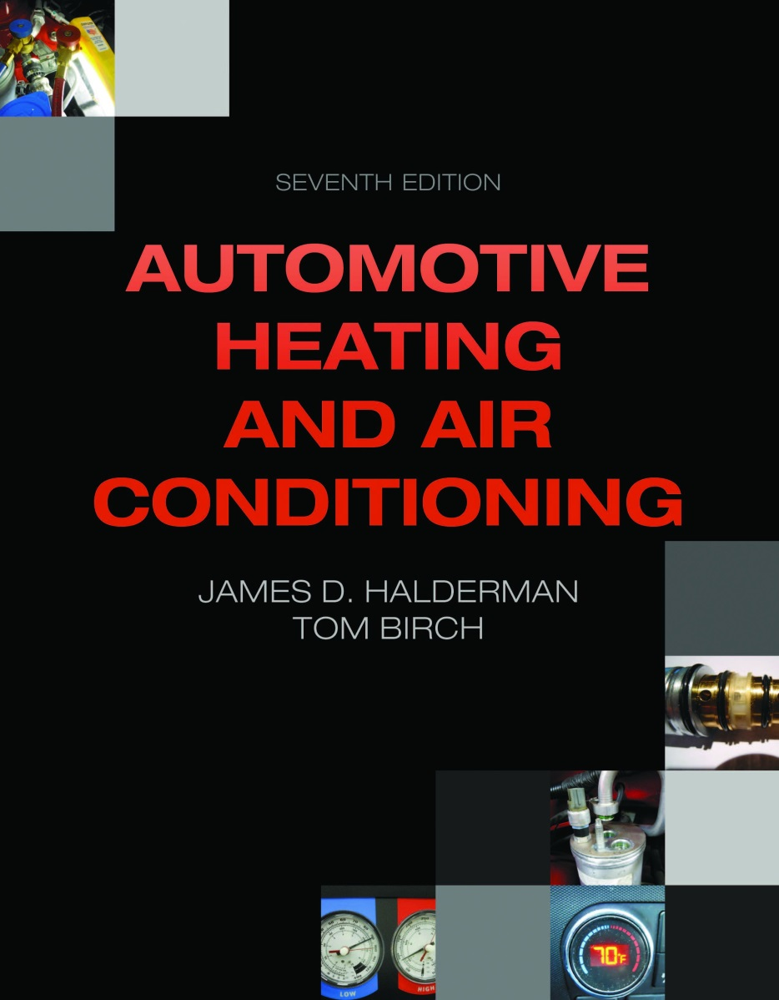 SEVENTH EDITION
AUTOMOTIVE
HEATING
AND AIR
CONDITIONING
JAMES D. HALDERMAN
TOM BIRCH
LOW
HIGH
70°F